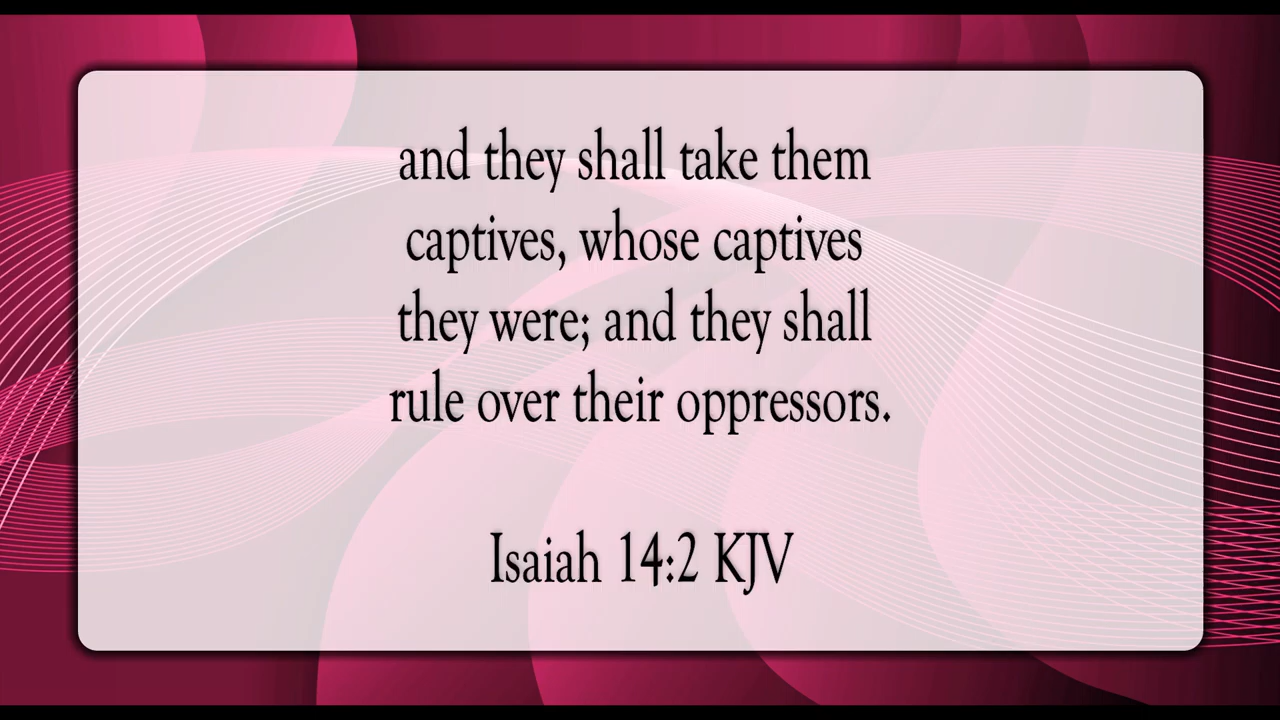 and they shall take them
captives, whose captives
they were; and they shall
rule over their oppressors.
Isaiah 14:2 KJV